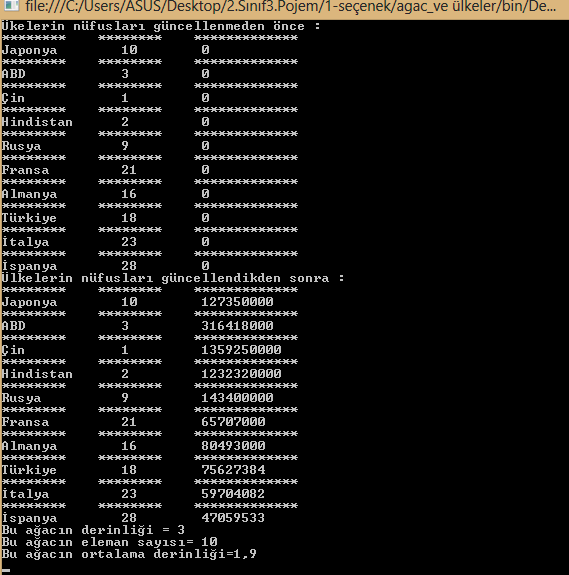 file:///C:/Users/ASUS/Desktop/2.Sınıf3.Pojem/1-seçenek/agac_ve ülkeler/bin/De...
Ükelerin nüfusları güncellenmeden önce :
******** ******** *************
Japonya 10 0
******** ******** *************
ABD 3 0
******** ******** *************
Çin 1 0
******** ******** *************
Hindistan 2 0
******** ******** *************
Rusya 9 0
******** ******** *************
Fransa 21 0
******** ******** *************
Almanya 16 0
******** ******** *************
Türkiye 18 0
******** ******** *************
İtalya 23 0
******** ******** *************
İspanya 28 0
Ülkelerin nüfusları güncellendikden sonra :
******** ******** *************
Japonya 10 127350000
******** ******** *************
ABD 3 316418000
******** ******** *************
Çin 1 1359250000
******** ******** *************
Hindistan 2 1232320000
******** ******** *************
Rusya 9 143400000
******** ******** *************
Fransa 21 65707000
******** ******** *************
Almanya 16 80493000
******** ******** *************
Türkiye 18 75627384
******** ******** *************
İtalya 23 59704082
******** ******** *************
İspanya 28 47059533
Bu ağacın derinliği = 3
Bu ağacın eleman sayısı= 10
Bu ağacın ortalama derinliği=1,9